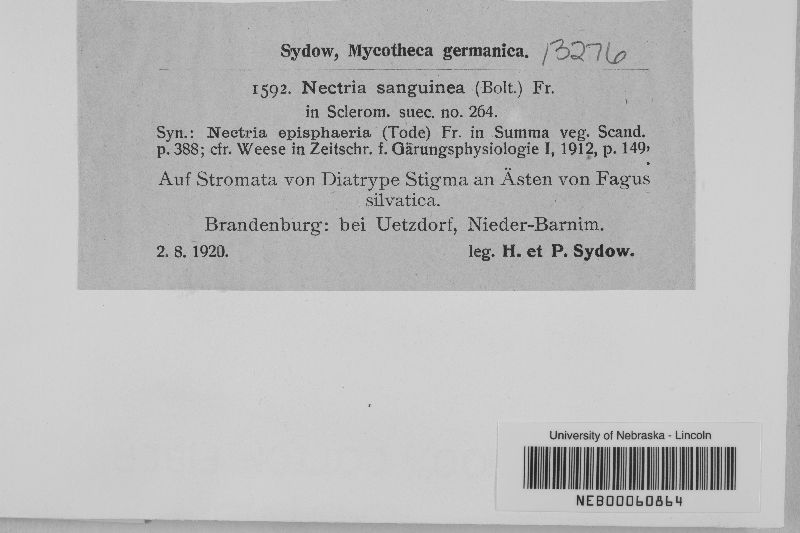 Sydow, Mycotheca germanica. 13276
1592. Nectria sanguinea (Bolt.) Fr.
in Sclerom. suec. no. 264.
Syn.: Nectria episphaeria (Tode) Fr. in Summa veg. Scand.
p. 388; cfr. Weese in Zeitschr. f. Gärungsphysiologie I, 1912, p. 149,
Auf Stromata von Diatrype Stigma an Ästen von Fagus
silvatica.
Brandenburg: bei Uetzdorf, Nieder-Barnim.
2. 8. 1920. leg. H. et P. Sydow.
University of Nebraska - Lincoln
NEB00060864